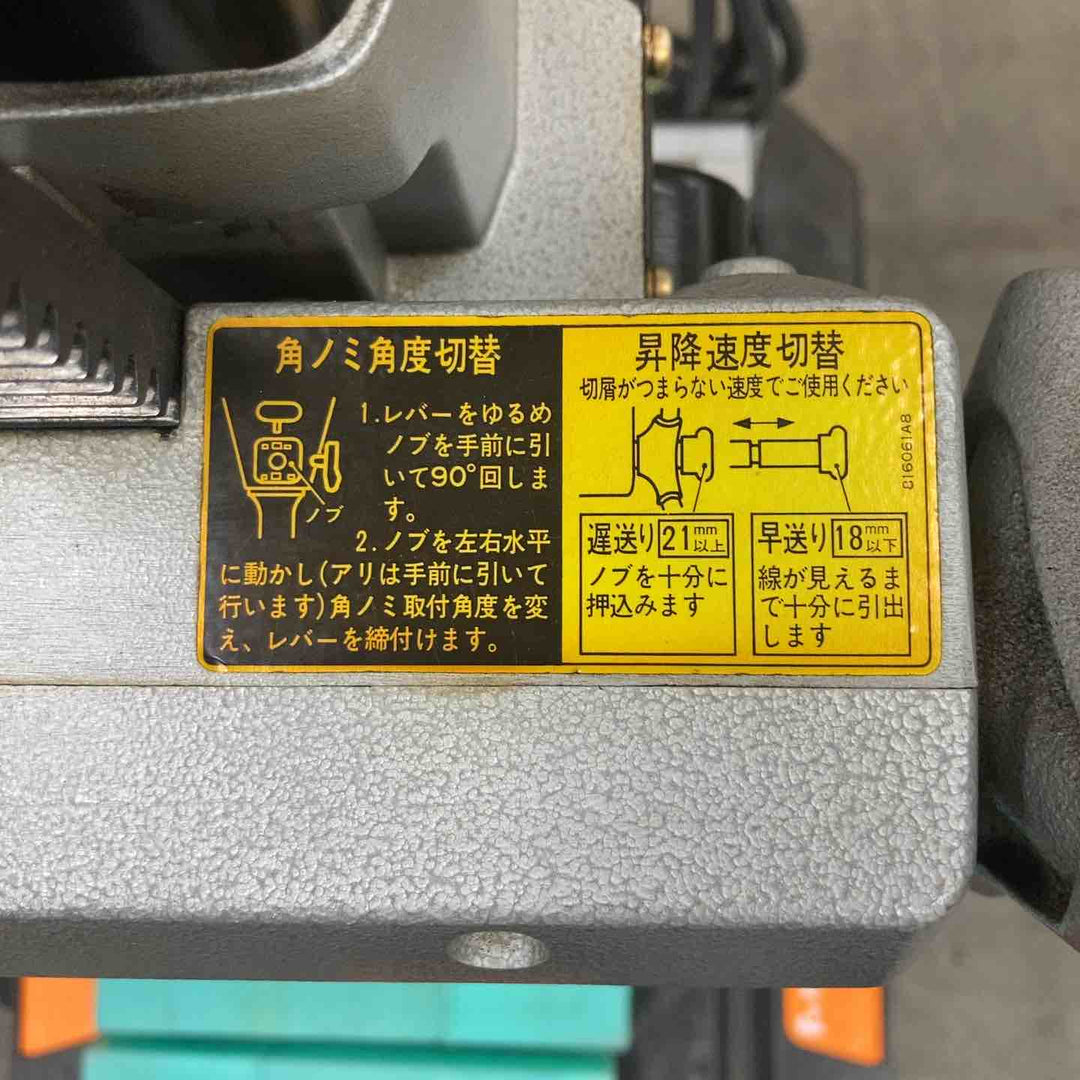 角ノミ角度切替
1.レバーをゆるめ
ノブを手前に引
いて90°回しま
す。
ノブ
2.ノブを左右水平
に動かし(アリは手前に引いて
行います)角ノミ取付角度を変
え、レバーを締付けます。
昇降速度切替
切屑がつまらない速度でご使用ください
816061A8
遅送り 21mm以上
ノブを十分に
押込みます
早送り 18mm以下
線が見えるま
で十分に引出
します